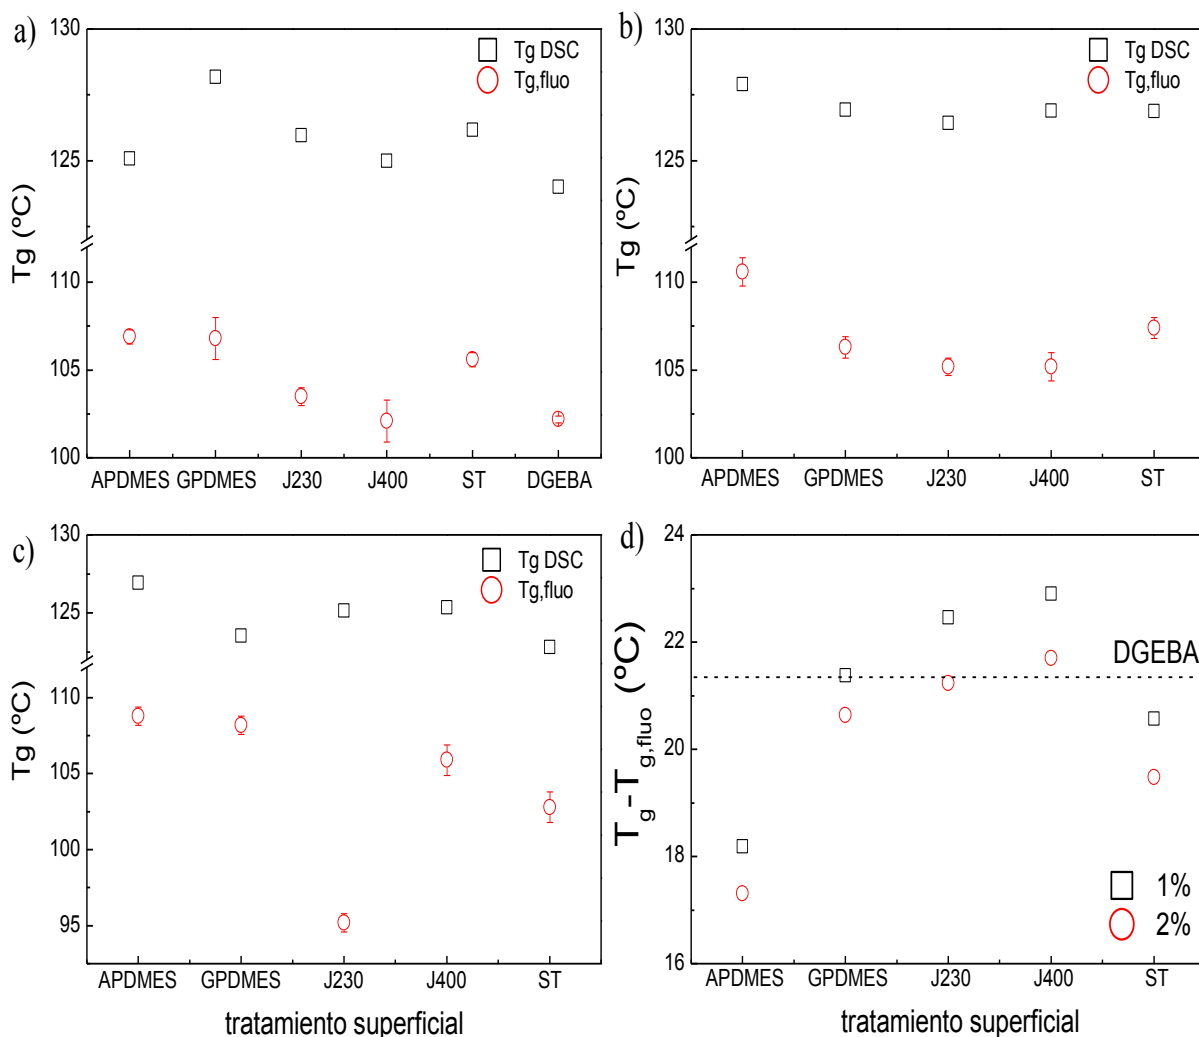 a)
130
125
110
105
100
Tg (ºC)
Tg DSC
Tg,fluo
APDMES GPDMES J230 J400 ST DGEBA
b)
130
125
110
105
100
Tg (ºC)
Tg DSC
Tg,fluo
APDMES GPDMES J230 J400 ST
c)
130
125
110
105
100
95
Tg (ºC)
Tg DSC
Tg,fluo
APDMES GPDMES J230 J400 ST
tratamiento superficial
d)
24
22
20
18
16
Tg-Tg,fluo (ºC)
DGEBA
1%
2%
APDMES GPDMES J230 J400 ST
tratamiento superficial